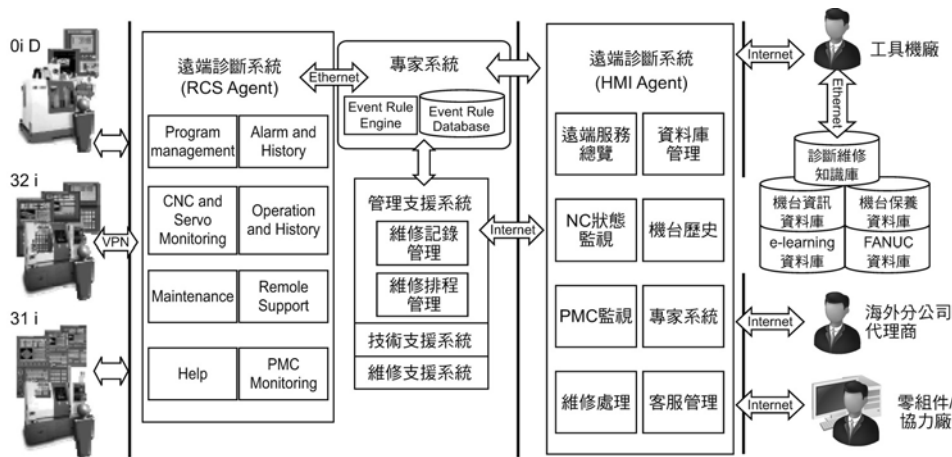 0i D
32 i
VPN
31 i
遠端診斷系統
(RCS Agent)
Program
management
Alarm and
History
CNC and
Servo
Monitoring
Operation
and History
Maintenance
Remote
Support
Help
PMC
Monitoring
Ethernet
專家系統
Event Rule
Engine
Event Rule
Database
管理支援系統
維修記錄
管理
維修排程
管理
技術支援系統
維修支援系統
Internet
遠端診斷系統
(HMI Agent)
遠端服務
總覽
資料庫
管理
NC狀態
監視
機台歷史
PMC監視
專家系統
維修處理
客服管理
Internet
工具機廠
Ethernet
診斷維修
知識庫
機台資訊
資料庫
機台保養
資料庫
e-learning
資料庫
FANUC
資料庫
Internet
海外分公司
代理商
Internet
零組件/
協力廠